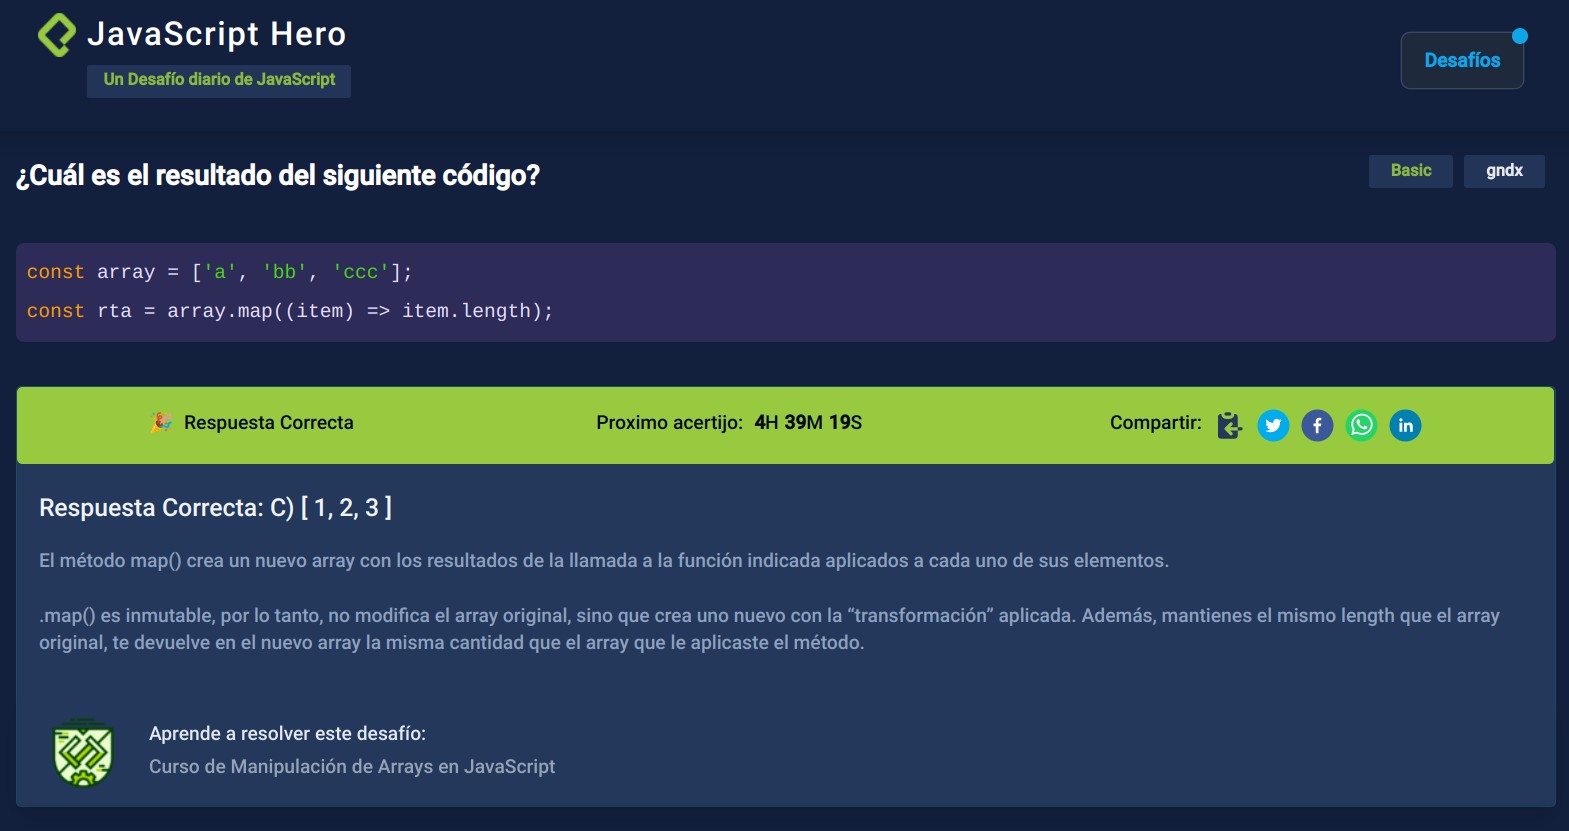 JavaScript Hero
Un Desafío diario de JavaScript
Desafíos
¿Cuál es el resultado del siguiente código?
Basic
gndx
const array = ['a', 'bb', 'ccc'];
const rta = array.map((item) => item.length);
🎉 Respuesta Correcta
Proximo acertijo: 4H 39M 19S
Compartir:
Respuesta Correcta: C) [ 1, 2, 3 ]
El método map() crea un nuevo array con los resultados de la llamada a la función indicada aplicados a cada uno de sus elementos.
.map() es inmutable, por lo tanto, no modifica el array original, sino que crea uno nuevo con la “transformación” aplicada. Además, mantienes el mismo length que el array
original, te devuelve en el nuevo array la misma cantidad que el array que le aplicaste el método.
Aprende a resolver este desafío:
Curso de Manipulación de Arrays en JavaScript